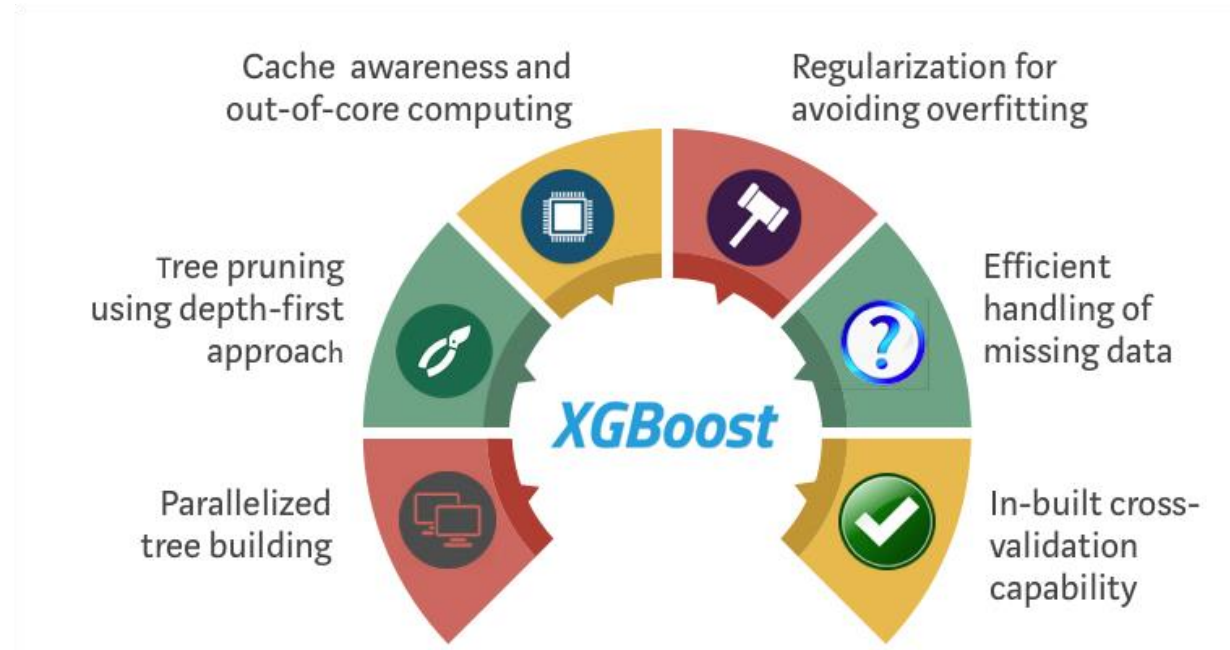 Cache awareness and
out-of-core computing
Regularization for
avoiding overfitting
Tree pruning
using depth-first
approach
Efficient
handling of
missing data
XGBoost
Parallelized
tree building
In-built cross-
validation
capability